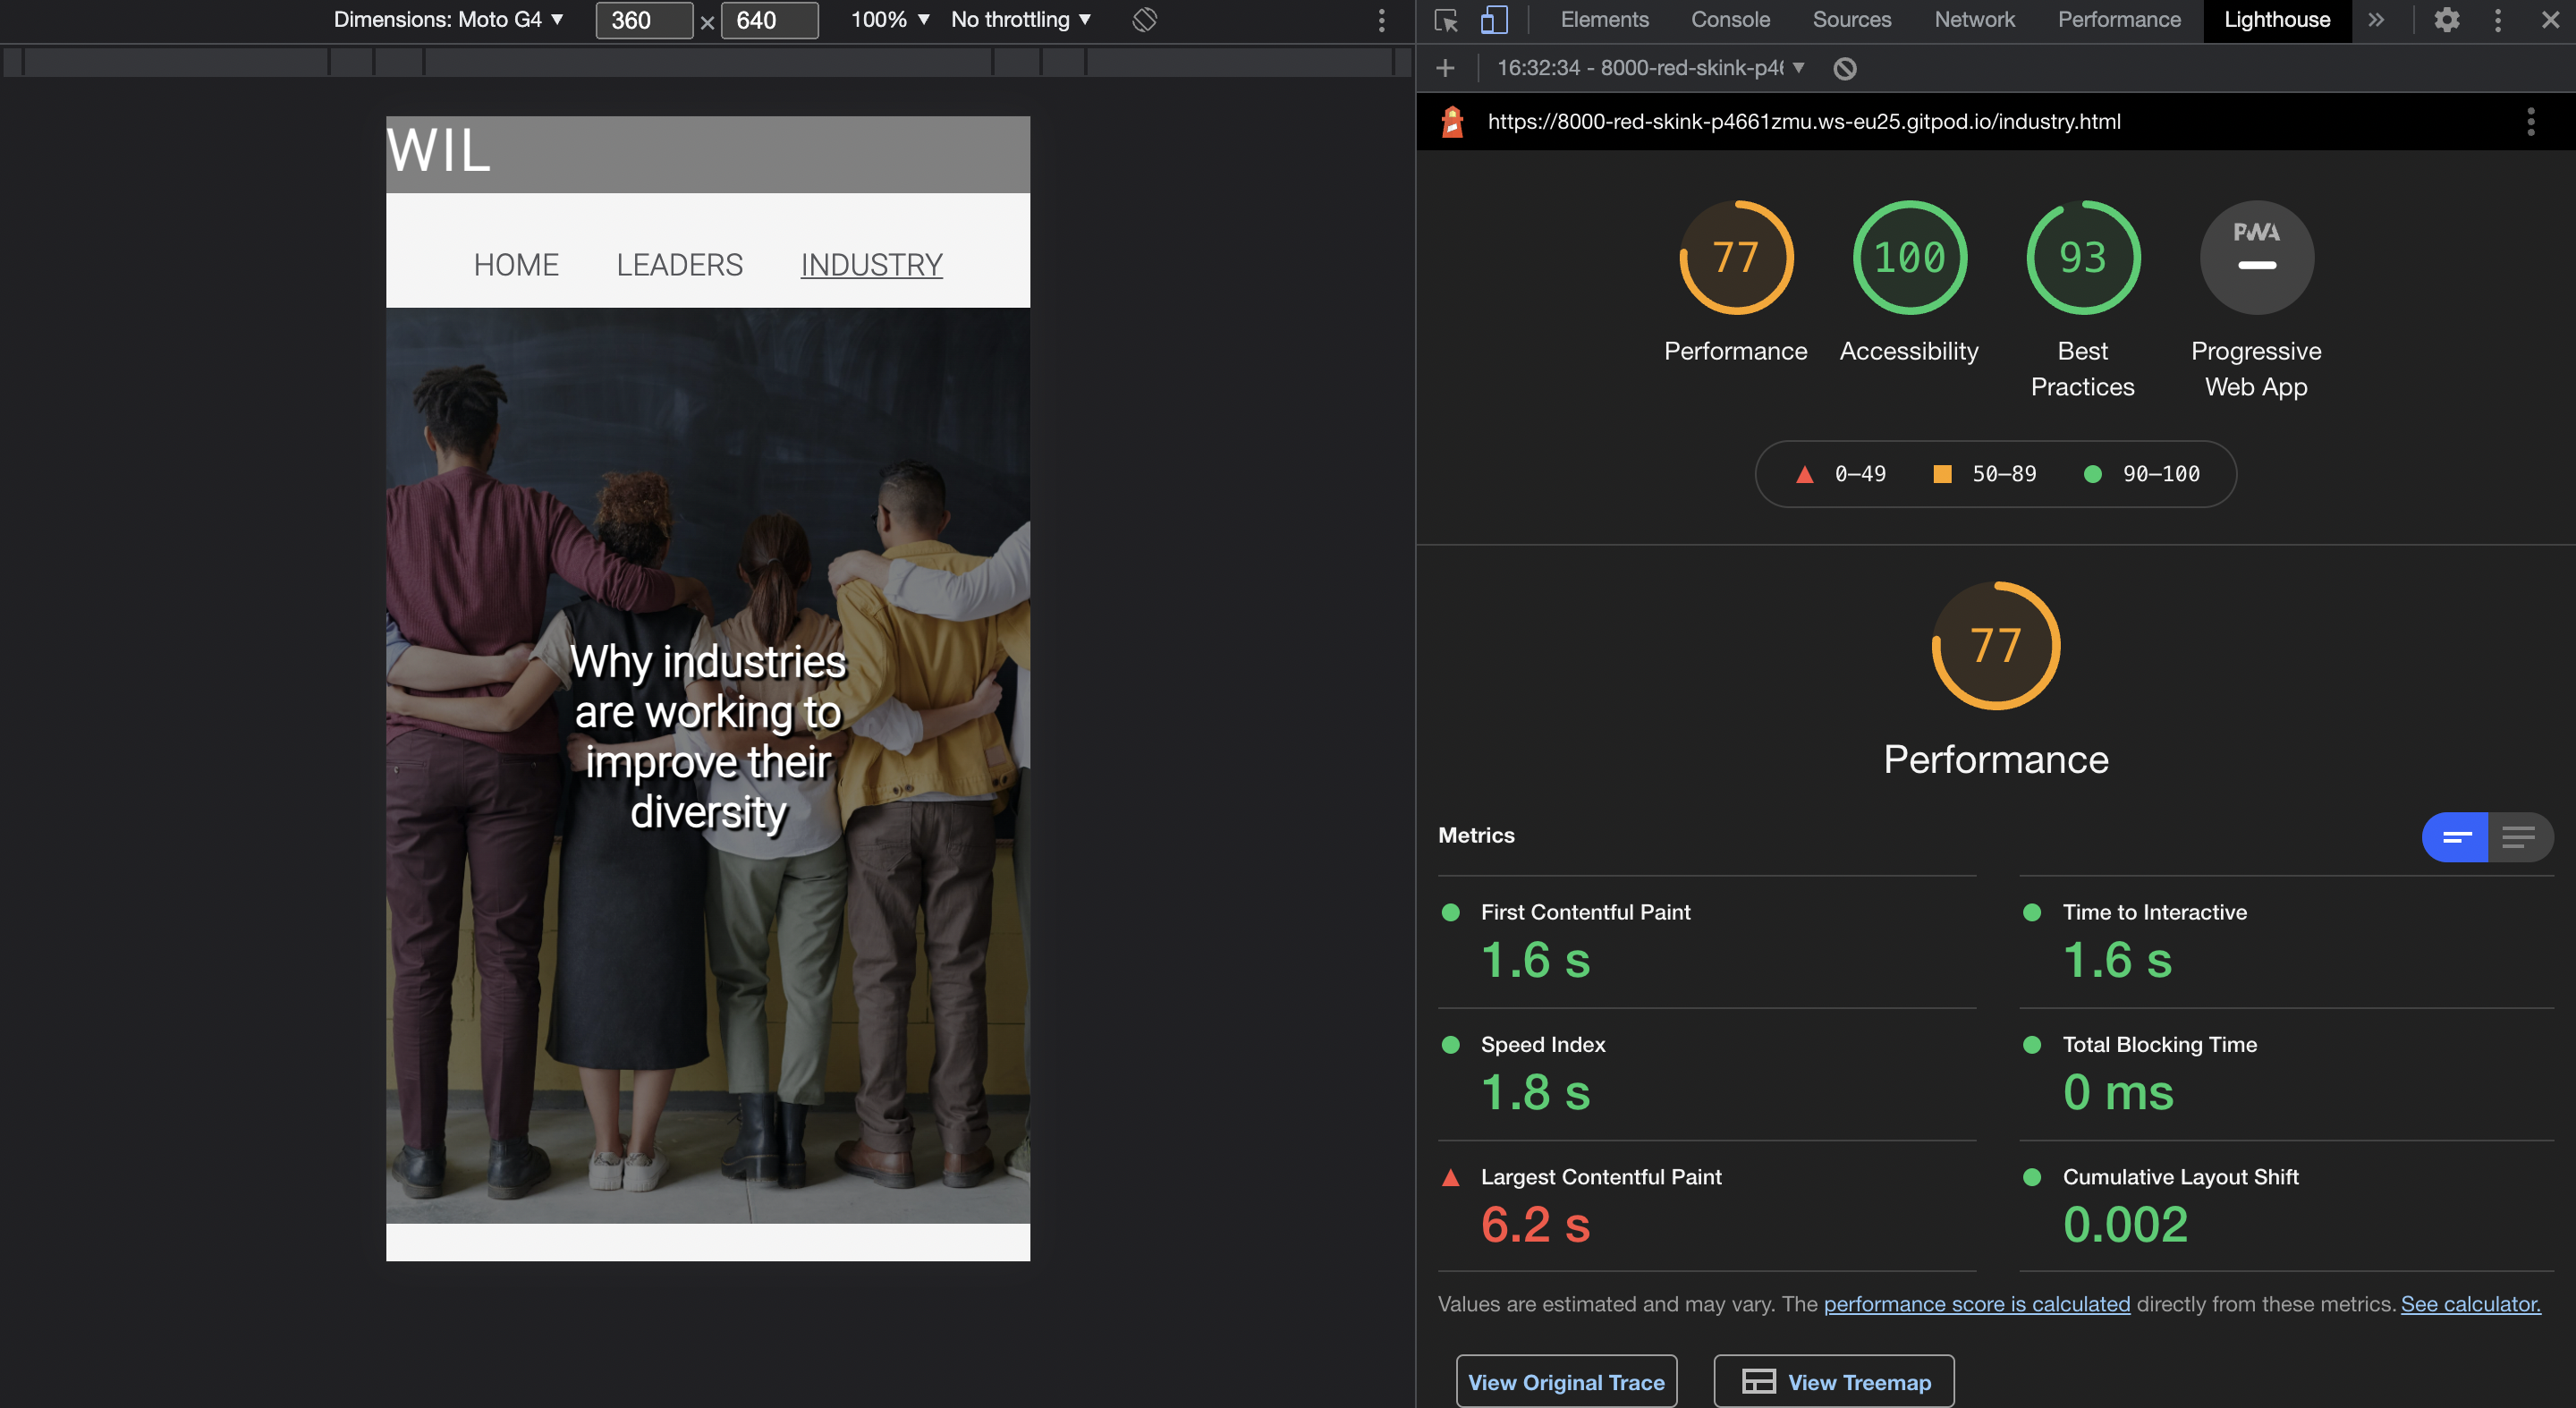 Dimensions: Moto G4 ▼ 360 × 640 100% ▼ No throttling ▼
Elements Console Sources Network Performance Lighthouse »
+ 16:32:34 - 8000-red-skink-p46 ▼
https://8000-red-skink-p4661zmu.ws-eu25.gitpod.io/industry.html
WIL
HOME LEADERS INDUSTRY
Why industries
are working to
improve their
diversity
77 100 93 PWA
Performance Accessibility Best
Practices Progressive
Web App
0–49 50–89 90–100
77
Performance
Metrics
First Contentful Paint
1.6 s
Time to Interactive
1.6 s
Speed Index
1.8 s
Total Blocking Time
0 ms
Largest Contentful Paint
6.2 s
Cumulative Layout Shift
0.002
Values are estimated and may vary. The performance score is calculated directly from these metrics. See calculator.
View Original Trace View Treemap